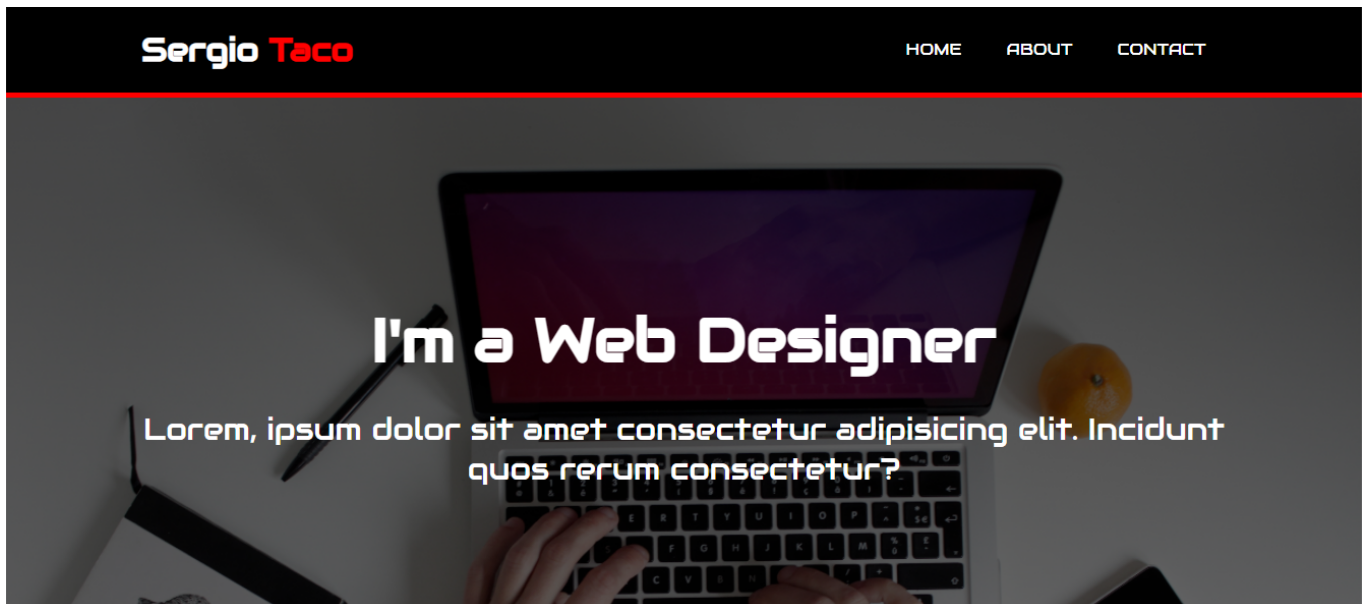 Sergio Taco
HOME ABOUT CONTACT
I'm a Web Designer
Lorem, ipsum dolor sit amet consectetur adipisicing elit. Incidunt
quos rerum consectetur?
E R T Y U I O P
S F G H J K L M
C V B N